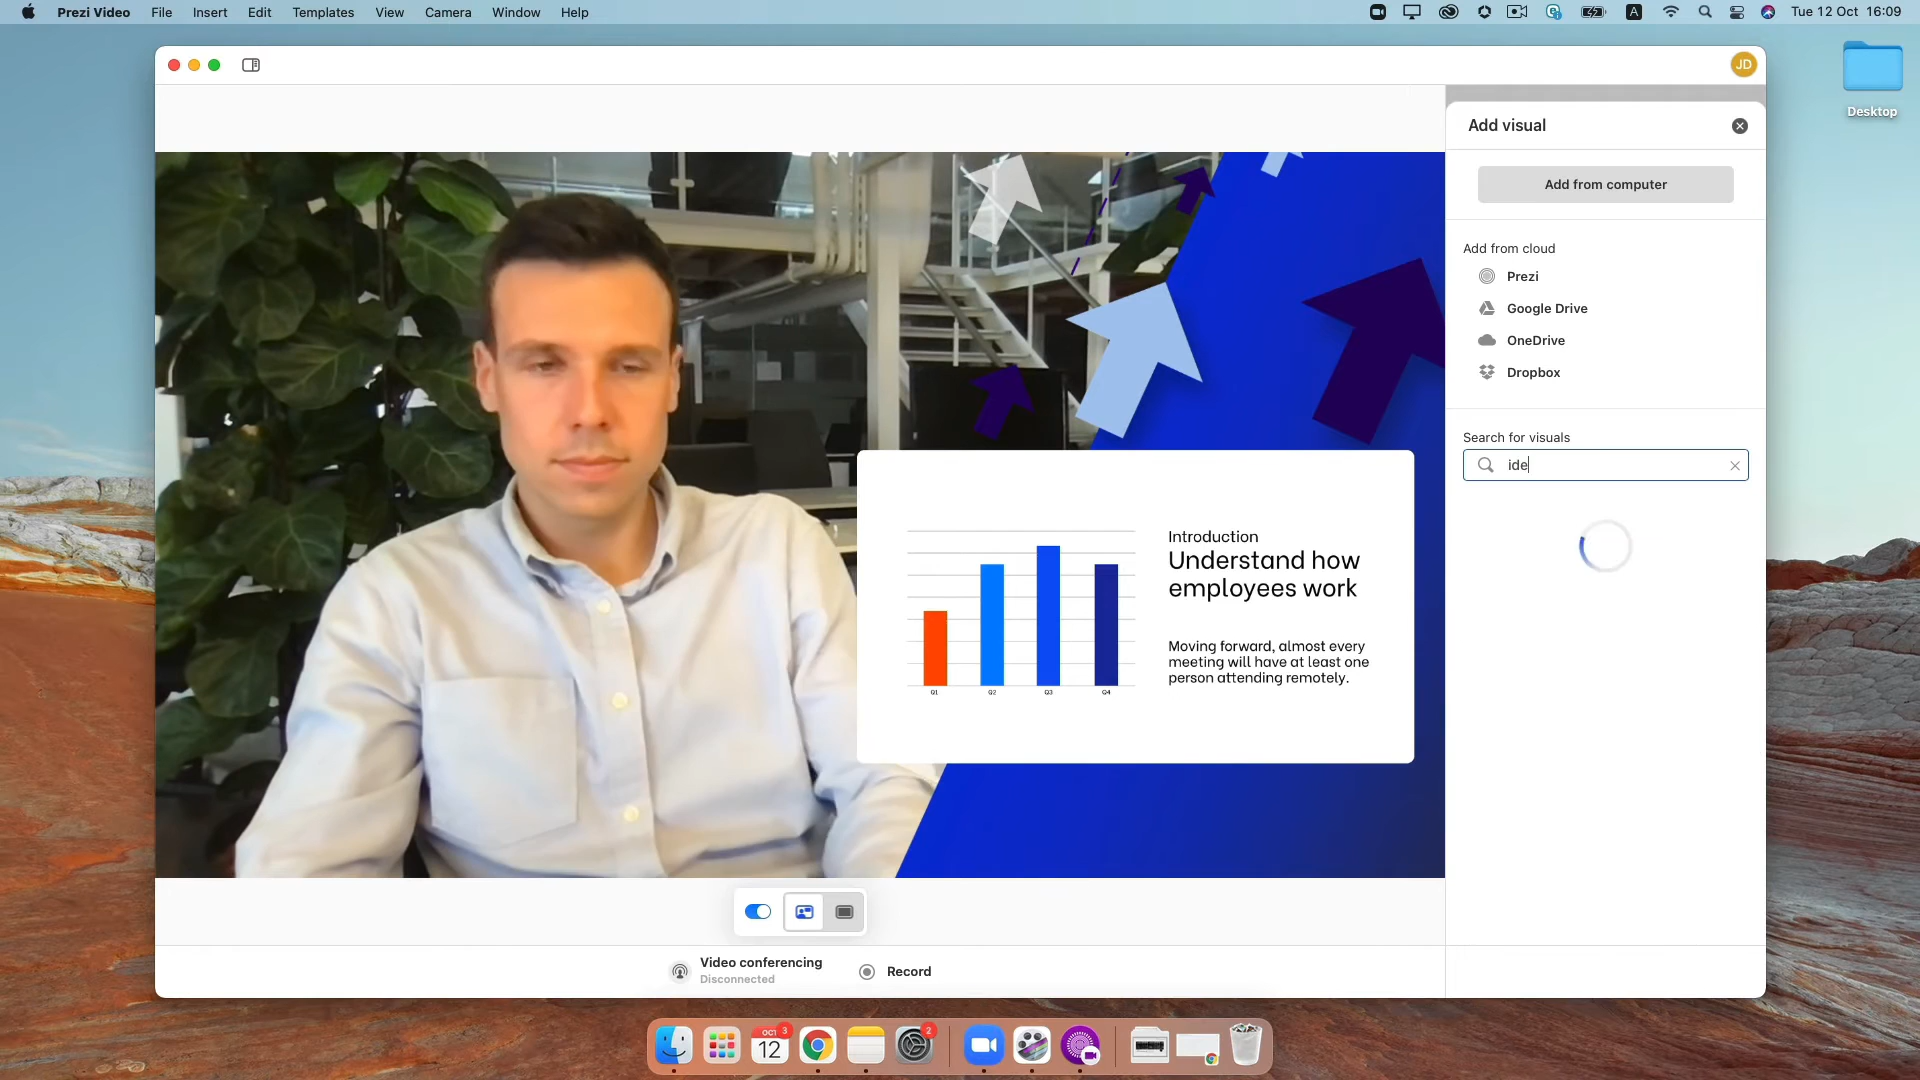 Prezi Video File Insert Edit Templates View Camera Window Help
A
Tue 12 Oct 16:09
JD
Desktop
Add visual
Add from computer
Add from cloud
Prezi
Google Drive
OneDrive
Dropbox
Search for visuals
ide
Introduction
Understand how
employees work
Moving forward, almost every
meeting will have at least one
person attending remotely.
Q1 Q2 Q3 Q4
Video conferencing
Disconnected
Record
OCT 3
12
2